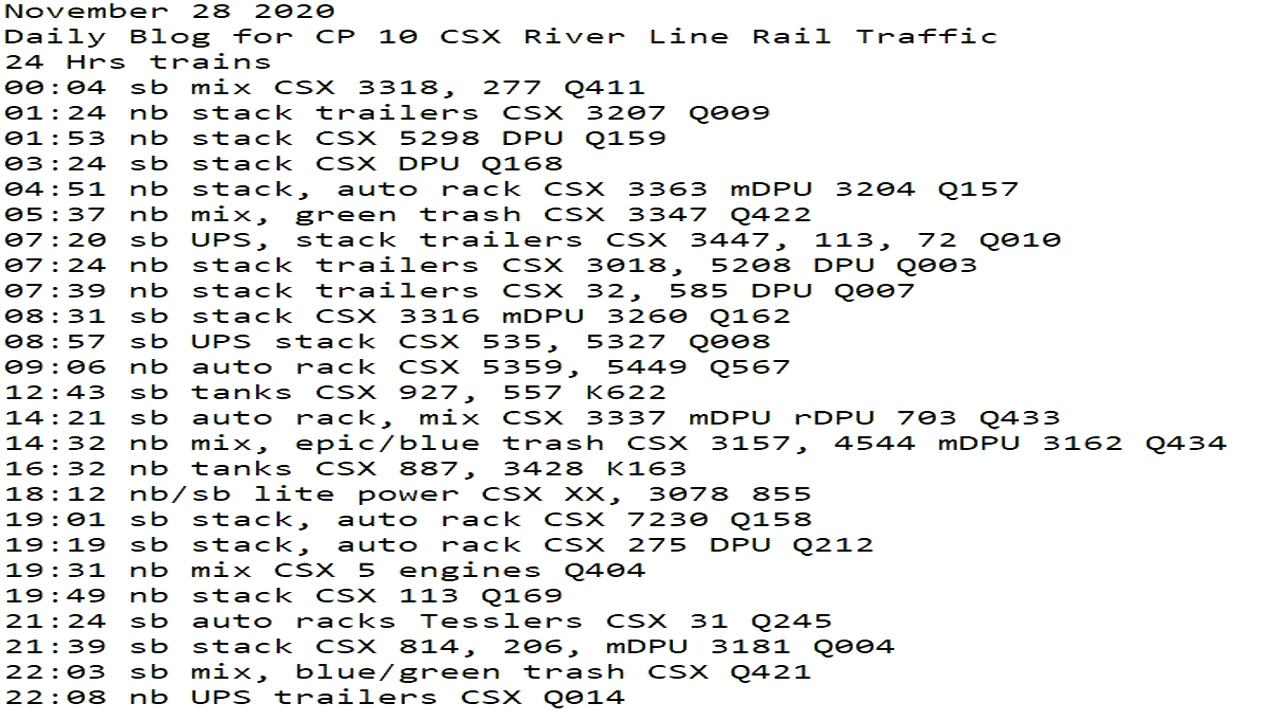 November 28 2020
Daily Blog for CP 10 CSX River Line Rail Traffic
24 Hrs trains
00:04 sb mix CSX 3318, 277 Q411
01:24 nb stack trailers CSX 3207 Q009
01:53 nb stack CSX 5298 DPU Q159
03:24 sb stack CSX DPU Q168
04:51 nb stack, auto rack CSX 3363 mDPU 3204 Q157
05:37 nb mix, green trash CSX 3347 Q422
07:20 sb UPS, stack trailers CSX 3447, 113, 72 Q010
07:24 nb stack trailers CSX 3018, 5208 DPU Q003
07:39 nb stack trailers CSX 32, 585 DPU Q007
08:31 sb stack CSX 3316 mDPU 3260 Q162
08:57 sb UPS stack CSX 535, 5327 Q008
09:06 nb auto rack CSX 5359, 5449 Q567
12:43 sb tanks CSX 927, 557 K622
14:21 sb auto rack, mix CSX 3337 mDPU rDPU 703 Q433
14:32 nb mix, epic/blue trash CSX 3157, 4544 mDPU 3162 Q434
16:32 nb tanks CSX 887, 3428 K163
18:12 nb/sb lite power CSX XX, 3078 855
19:01 sb stack, auto rack CSX 7230 Q158
19:19 sb stack, auto rack CSX 275 DPU Q212
19:31 nb mix CSX 5 engines Q404
19:49 nb stack CSX 113 Q169
21:24 sb auto racks Tesslers CSX 31 Q245
21:39 sb stack CSX 814, 206, mDPU 3181 Q004
22:03 sb mix, blue/green trash CSX Q421
22:08 nb UPS trailers CSX Q014